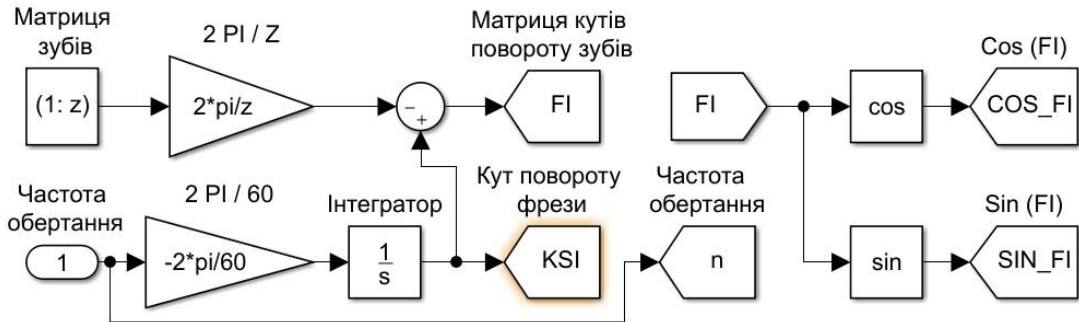 Матриця
зубів
2 PI / Z
Матриця кутів
повороту зубів
Cos (FI)
(1: z)
2*pi/z
−
+
FI
FI
cos
COS_FI
Частота
обертання
2 PI / 60
Інтегратор
Кут повороту
фрези
Частота
обертання
Sin (FI)
1
-2*pi/60
1
s
KSI
n
sin
SIN_FI